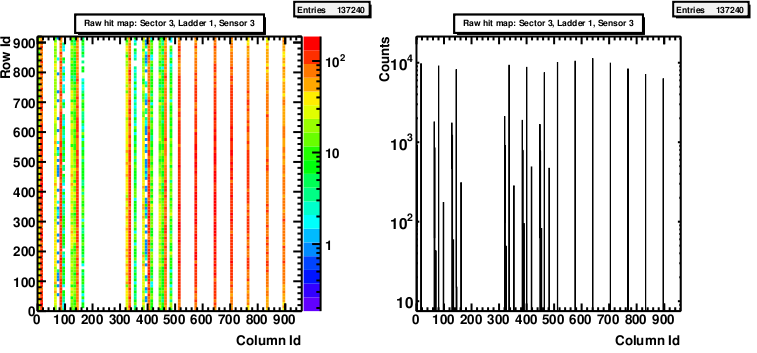 Entries 137240
Raw hit map: Sector 3, Ladder 1, Sensor 3
Row Id
900
800
700
600
500
400
300
200
100
0
0 100 200 300 400 500 600 700 800 900
Column Id
10²
10
1
Entries 137240
Raw hit map: Sector 3, Ladder 1, Sensor 3
Counts
10⁴
10³
10²
10
0 100 200 300 400 500 600 700 800 900
Column Id